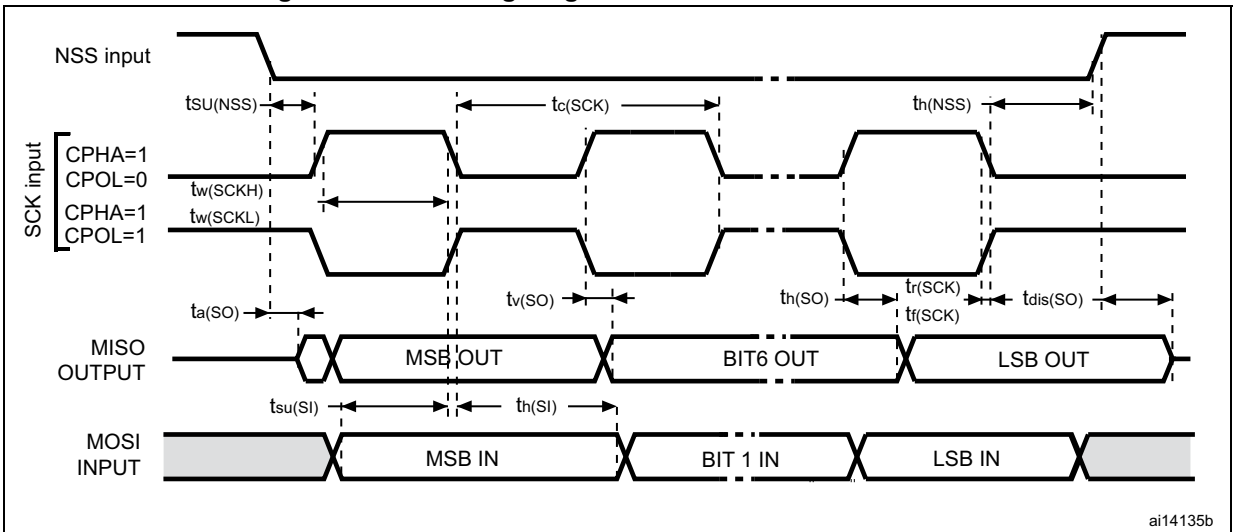 NSS input
tSU(NSS)
tc(SCK)
th(NSS)
SCK input
CPHA=1
CPOL=0
tw(SCKH)
CPHA=1
tw(SCKL)
CPOL=1
ta(SO)
tv(SO)
th(SO)
tr(SCK)
tf(SCK)
tdis(SO)
MISO
OUTPUT
MSB OUT
BIT6 OUT
LSB OUT
tsu(SI)
th(SI)
MOSI
INPUT
MSB IN
BIT 1 IN
LSB IN
ai14135b